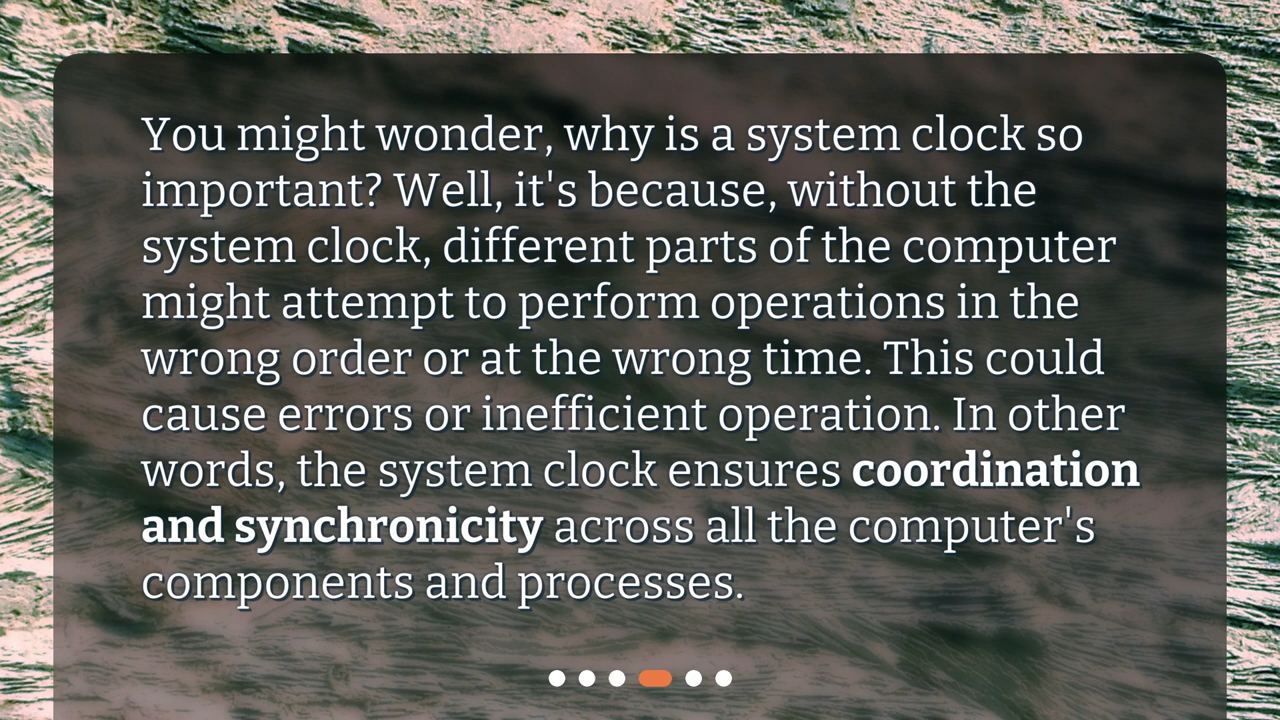 You might wonder, why is a system clock so
important? Well, it's because, without the
system clock, different parts of the computer
might attempt to perform operations in the
wrong order or at the wrong time. This could
cause errors or inefficient operation. In other
words, the system clock ensures coordination
and synchronicity across all the computer's
components and processes.